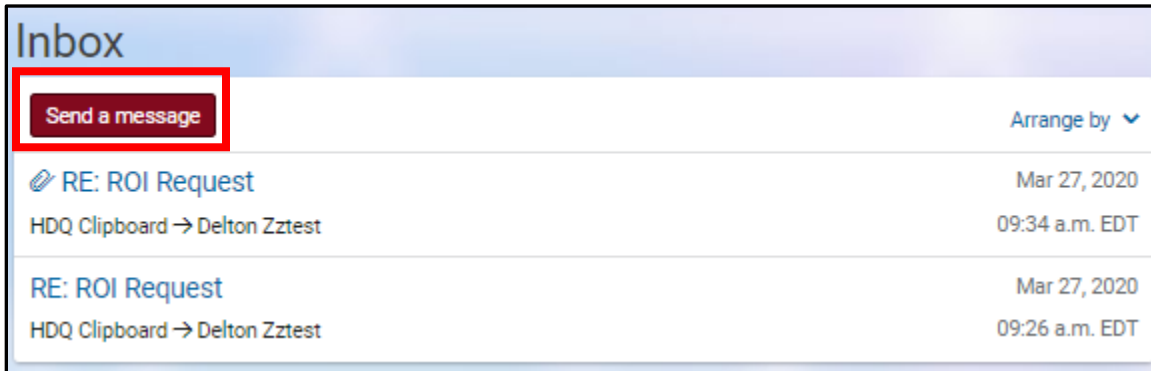 Inbox
Send a message
Arrange by
RE: ROI Request
Mar 27, 2020
HDQ Clipboard → Delton Zztest
09:34 a.m. EDT
RE: ROI Request
Mar 27, 2020
HDQ Clipboard → Delton Zztest
09:26 a.m. EDT